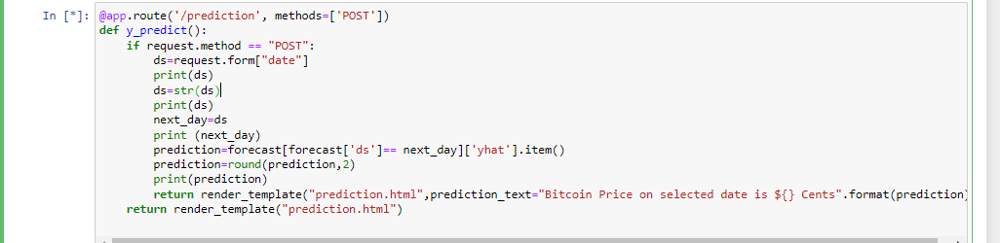 In [*]: @app.route('/prediction', methods=['POST'])
def y_predict():
    if request.method == "POST":
        ds=request.form["date"]
        print(ds)
        ds=str(ds)
        print(ds)
        next_day=ds
        print (next_day)
        prediction=forecast[forecast['ds']== next_day]['yhat'].item()
        prediction=round(prediction,2)
        print(prediction)
        return render_template("prediction.html",prediction_text="Bitcoin Price on selected date is ${} Cents".format(prediction)
    return render_template("prediction.html")